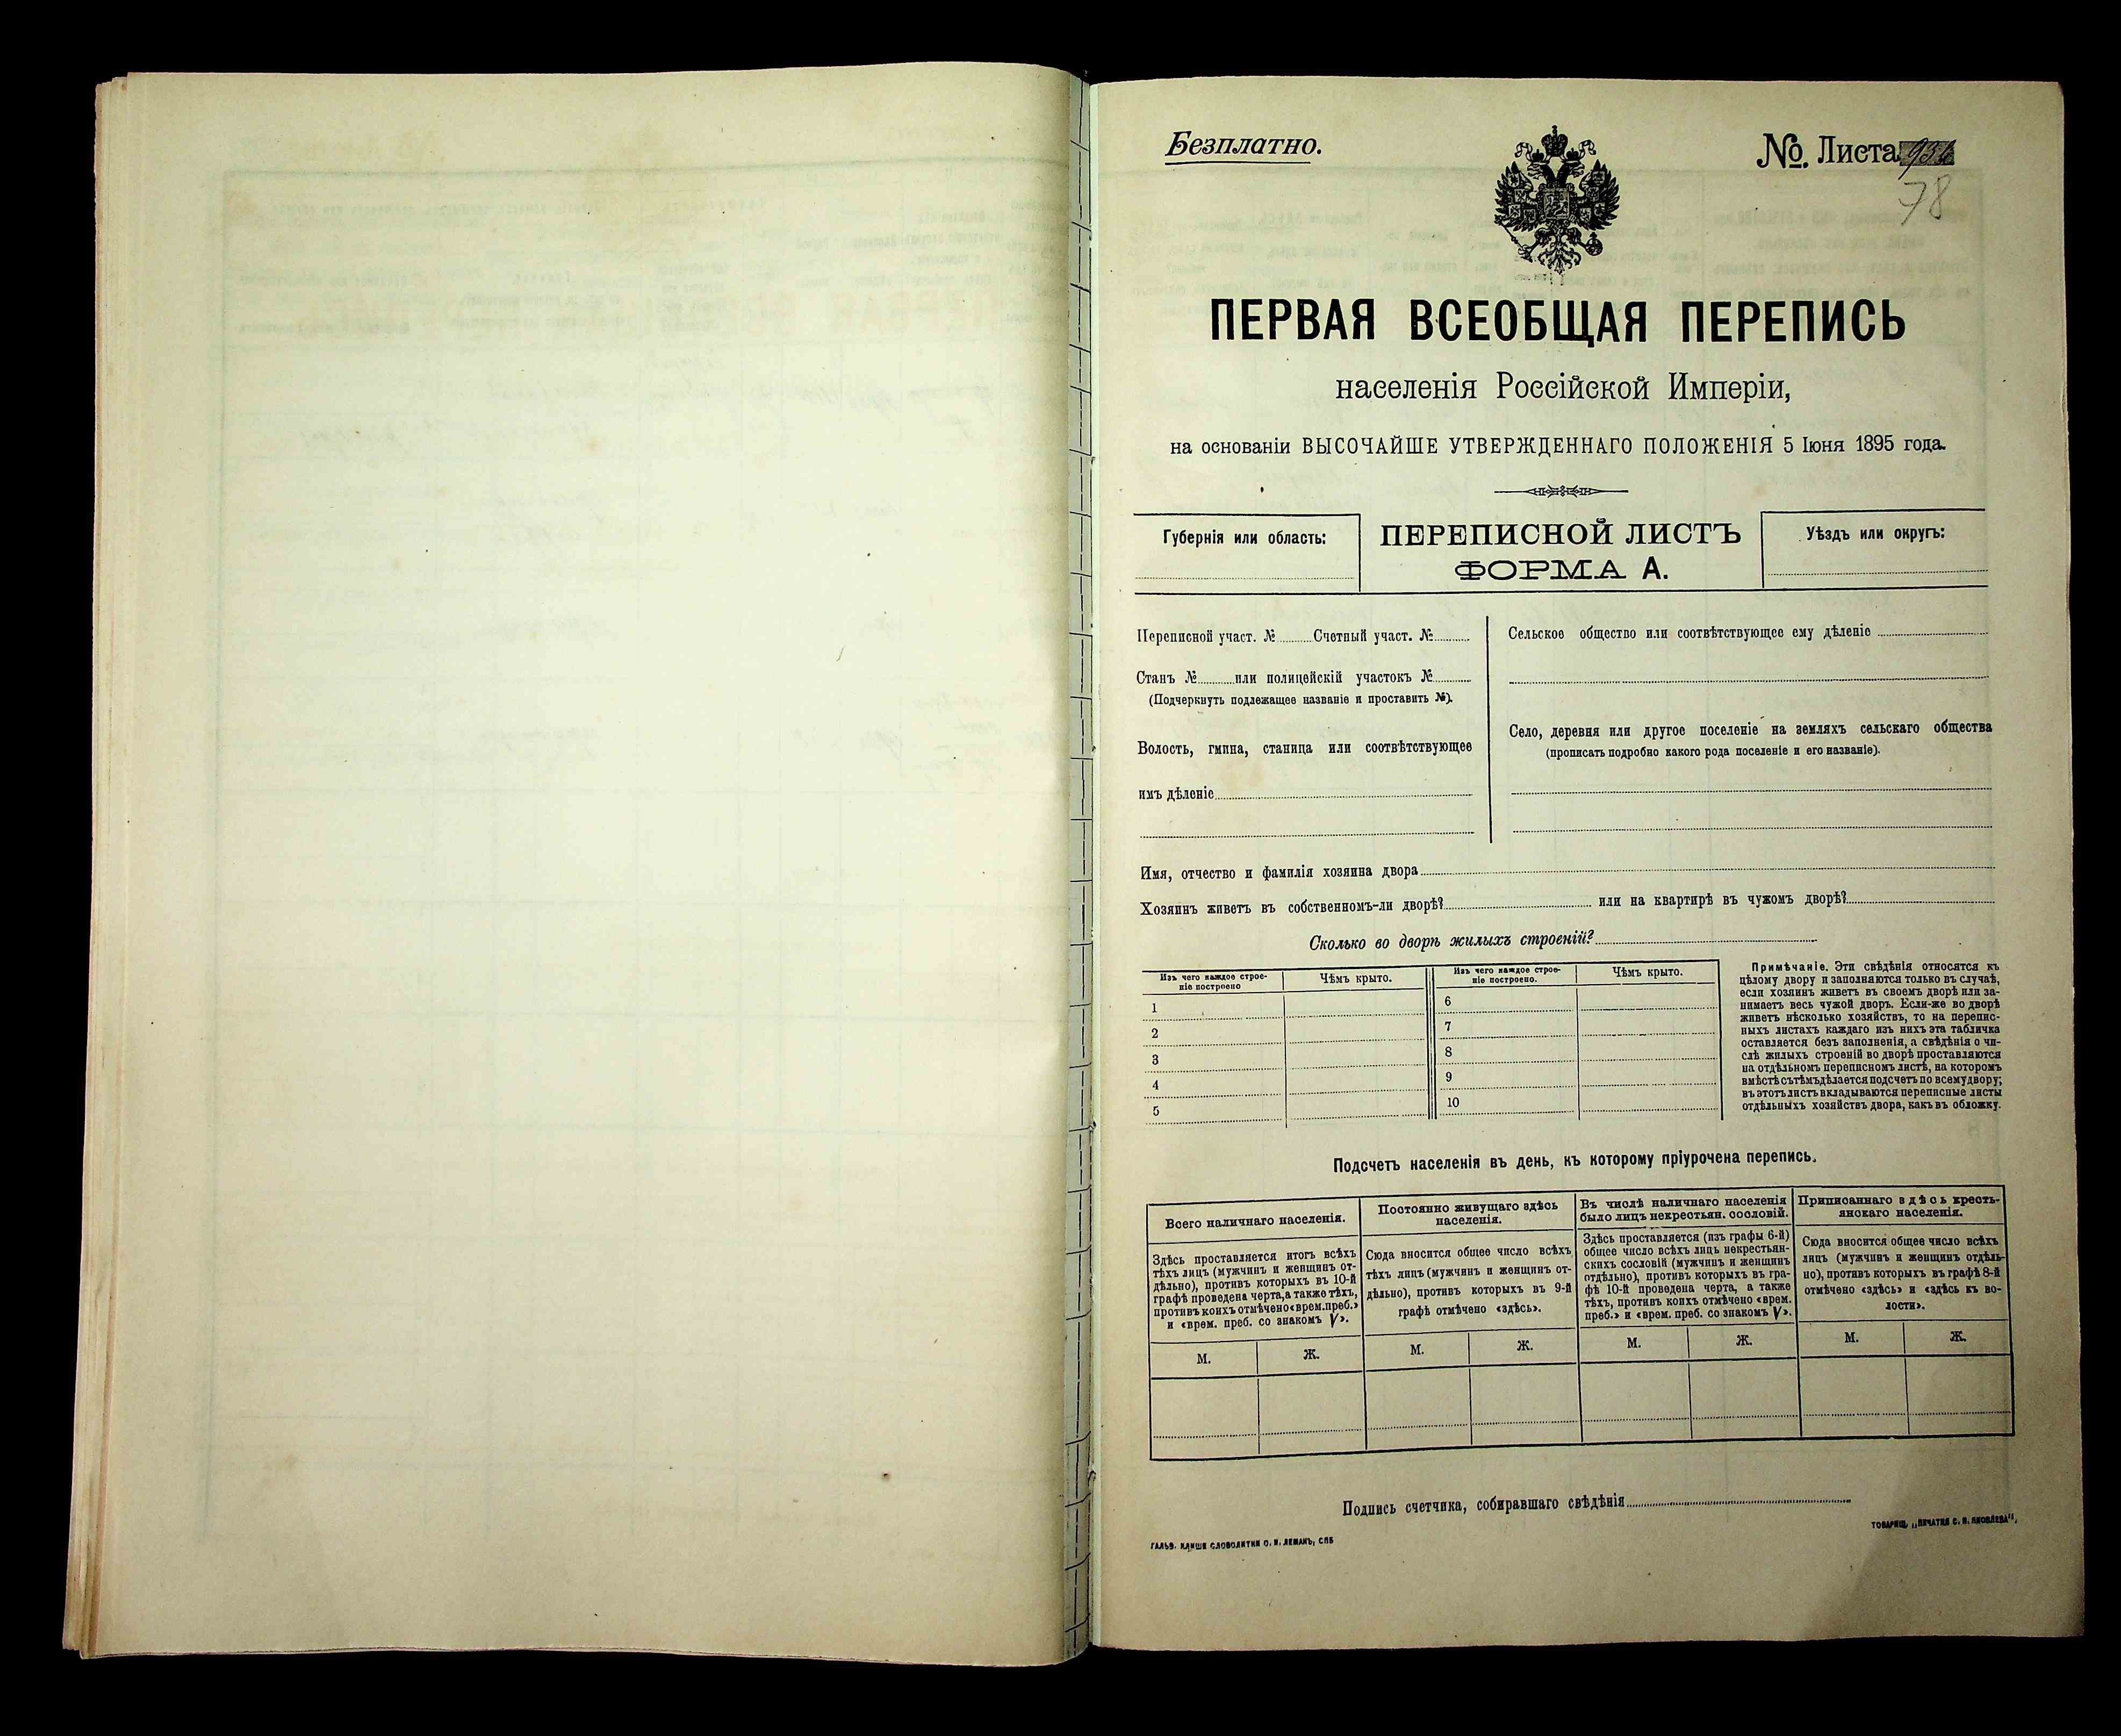 Безплатно.
№. Листа
78
ПЕРВАЯ ВСЕОБЩАЯ ПЕРЕПИСЬ
населенія Россійской Имперіи,
на основаніи ВЫСОЧАЙШЕ УТВЕРЖДЕННАГО ПОЛОЖЕНІЯ 5 Іюня 1895 года.
Губернія или область:
ПЕРЕПИСНОЙ ЛИСТЪ
ФОРМА А.
Уѣздъ или округъ:
Переписной участ. № Счетный участ. №
Станъ № или полицейскій участокъ №
(Подчеркнуть подлежащее названіе и проставить №).
Волость, гмина, станица или соотвѣтствующее
имъ дѣленіе
Сельское общество или соотвѣтствующее ему дѣленіе
Село, деревня или другое поселеніе на земляхъ сельскаго общества
(прописать подробно какого рода поселеніе и его названіе).
Имя, отчество и фамилія хозяина двора
Хозяинъ живетъ въ собственномъ-ли дворѣ? или на квартирѣ въ чужомъ дворѣ?
Сколько во дворѣ жилыхъ строеній?
Изъ чего каждое строе-
ніе построено
Чѣмъ крыто.
1
2
3
4
5
Изъ чего каждое строе-
ніе построено.
Чѣмъ крыто.
6
7
8
9
10
Примѣчаніе. Эти свѣдѣнія относятся къ
цѣлому двору и заполняются только въ случаѣ,
если хозяинъ живетъ въ своемъ дворѣ или за-
нимаетъ весь чужой дворъ. Если-же во дворѣ
живетъ нѣсколько хозяйствъ, то на перепис-
ныхъ листахъ каждаго изъ нихъ эта табличка
оставляется безъ заполненія, а свѣдѣнія о чи-
слѣ жилыхъ строеній во дворѣ проставляются
на отдѣльномъ переписномъ листѣ, на которомъ
вмѣстѣ съ тѣмъ дѣлается подсчетъ по всему двору;
въ этотъ листъ вкладываются переписные листы
отдѣльныхъ хозяйствъ двора, какъ въ обложку.
Подсчетъ населенія въ день, къ которому пріурочена перепись.
Всего наличнаго населенія.
Здѣсь проставляется итогъ всѣхъ
тѣхъ лицъ (мужчинъ и женщинъ от-
дѣльно), противъ которыхъ въ 10-й
графѣ проведена черта, а также тѣхъ,
противъ коихъ отмѣчено «врем. преб.»
и «врем. преб. со знакомъ V».
М. Ж.
Постоянно живущаго здѣсь
населенія.
Сюда вносится общее число всѣхъ
тѣхъ лицъ (мужчинъ и женщинъ от-
дѣльно), противъ которыхъ въ 9-й
графѣ отмѣчено «здѣсь».
М. Ж.
Въ числѣ наличнаго населенія
было лицъ некрестьян. сословій.
Здѣсь проставляется (изъ графы 6-й)
общее число всѣхъ лицъ некрестьян-
скихъ сословій (мужчинъ и женщинъ
отдѣльно), противъ которыхъ въ гра-
фѣ 10-й проведена черта, а также
тѣхъ, противъ коихъ отмѣчено «врем.
преб.» и «врем. преб. со знакомъ V».
М. Ж.
Приписаннаго здѣсь кресть-
янскаго населенія.
Сюда вносится общее число всѣхъ
лицъ (мужчинъ и женщинъ отдѣль-
но), противъ которыхъ въ графѣ 8-й
отмѣчено «здѣсь» и «здѣсь къ во-
лости».
М. Ж.
Подпись счетчика, собиравшаго свѣдѣнія
ГАЛЬВ. КЛИШЕ СЛОВОЛИТНИ О. И. ЛЕМАНЪ, СПБ
ТОВАРИЩ. „ПЕЧАТНЯ С. П. ЯКОВЛЕВА",